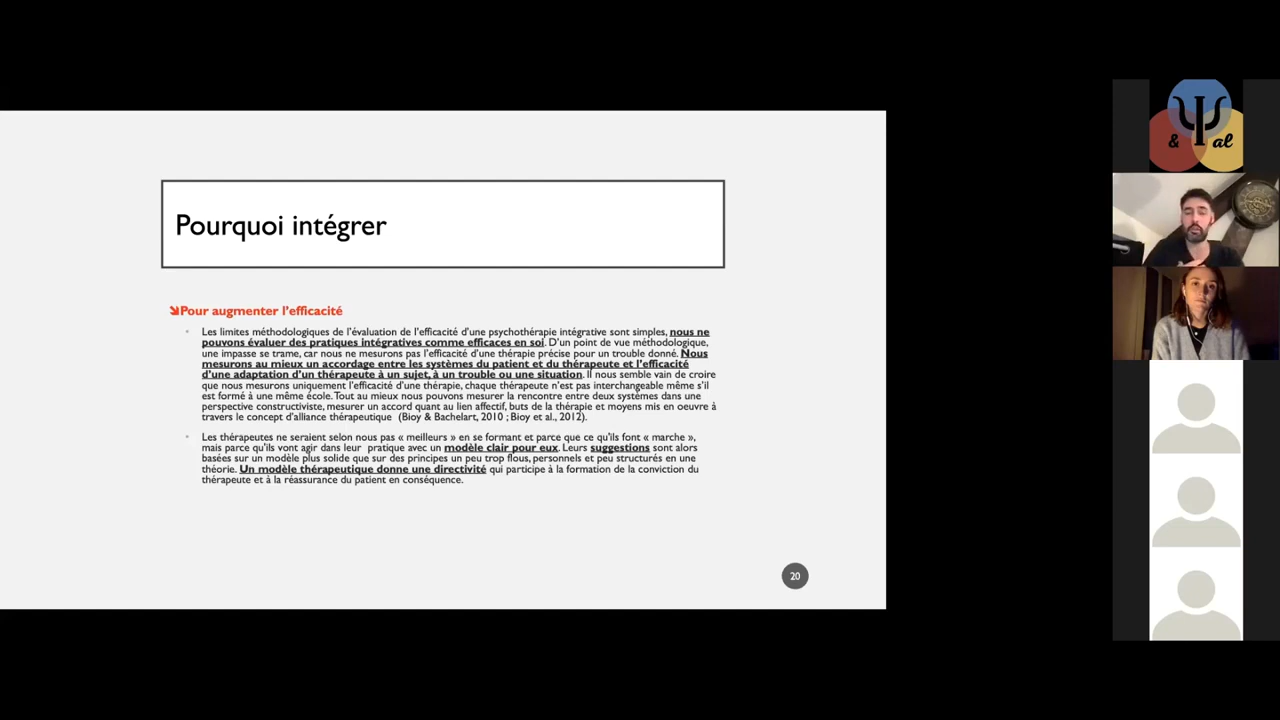 Pourquoi intégrer
Pour augmenter l'efficacité
Les limites méthodologiques de l'évaluation de l'efficacité d'une psychothérapie intégrative sont simples, nous ne
pouvons évaluer des pratiques intégratives comme efficaces en soi. D'un point de vue méthodologique,
une impasse se trame, car nous ne mesurons pas l'efficacité d'une thérapie précise pour un trouble donné. Nous
mesurons au mieux un accordage entre les systèmes du patient et du thérapeute et l'efficacité
d'une adaptation d'un thérapeute à un sujet, à un trouble ou une situation. Il nous semble vain de croire
que nous mesurons uniquement l'efficacité d'une thérapie, chaque thérapeute n'est pas interchangeable même s'il
est formé à une même école. Tout au mieux nous pouvons mesurer la rencontre entre deux systèmes dans une
perspective constructiviste, mesurer un accord quant au lien affectif, buts de la thérapie et moyens mis en oeuvre à
travers le concept d'alliance thérapeutique (Bioy & Bachelart, 2010 ; Bioy et al., 2012).
Les thérapeutes ne seraient selon nous pas « meilleurs » en se formant et parce que ce qu'ils font « marche »,
mais parce qu'ils vont agir dans leur pratique avec un modèle clair pour eux. Leurs suggestions sont alors
basées sur un modèle plus solide que sur des principes un peu trop flous, personnels et peu structurés en une
théorie. Un modèle thérapeutique donne une directivité qui participe à la formation de la conviction du
thérapeute et à la réassurance du patient en conséquence.
20
Ψ
& al